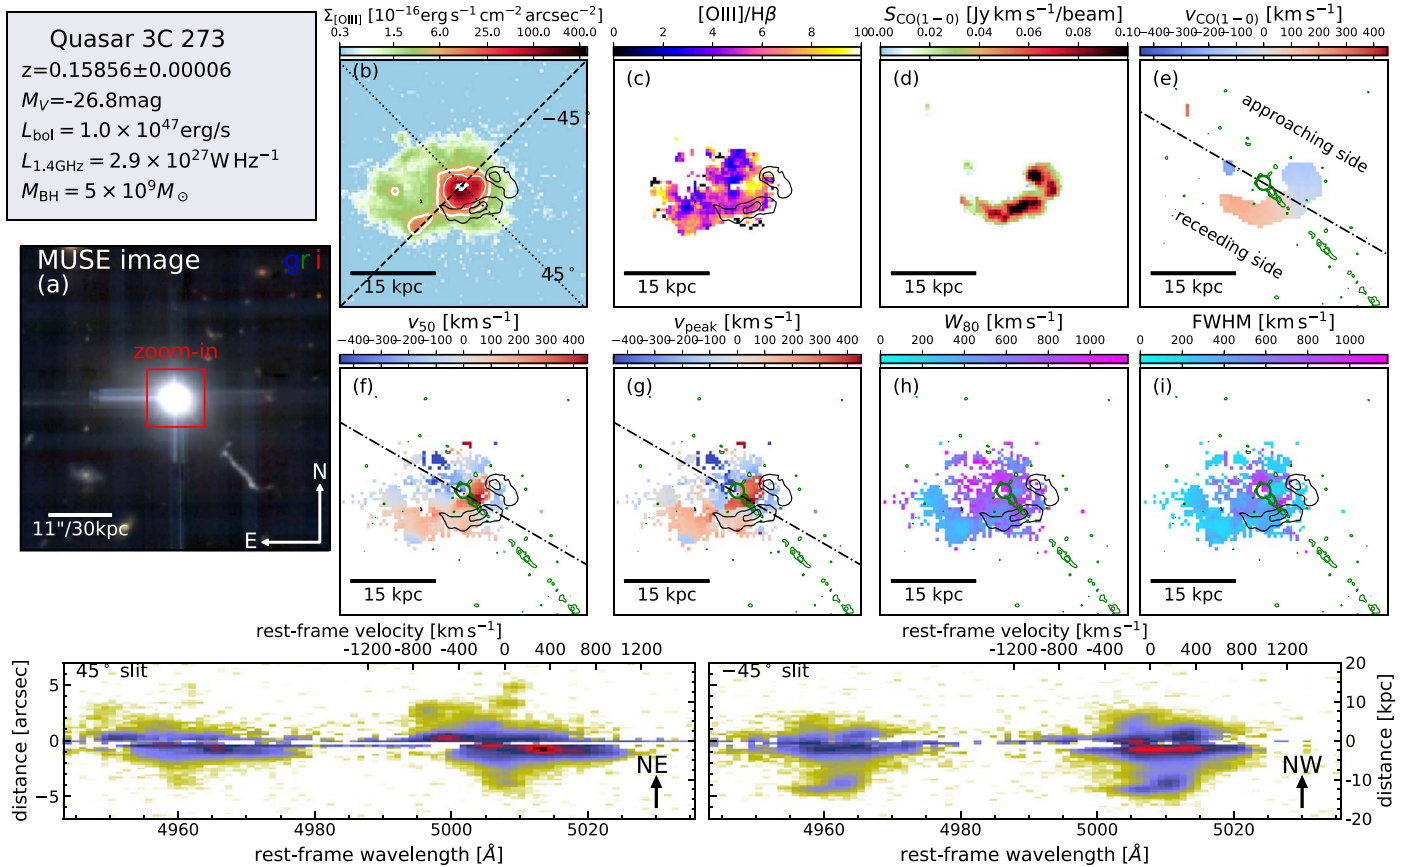 Quasar 3C 273
z=0.15856±0.00006
M_V=-26.8mag
L_bol = 1.0 × 10^47 erg/s
L_1.4GHz = 2.9 × 10^27 W Hz^−1
M_BH = 5 × 10^9 M_⊙
MUSE image
gri
(a)
zoom-in
11"/30kpc
N
E
Σ_[OIII] [10^−16 erg s^−1 cm^−2 arcsec^−2]
0.3 1.5 6.0 25.0 100.0 400.0
(b)
−45°
45°
15 kpc
[OIII]/Hβ
0 2 4 6 8 10
(c)
15 kpc
S_CO(1−0) [Jy km s^−1/beam]
0.00 0.02 0.04 0.06 0.08 0.10
(d)
15 kpc
v_CO(1−0) [km s^−1]
−400 −300 −200 −100 0 100 200 300 400
(e)
approaching side
receeding side
15 kpc
v_50 [km s^−1]
−400 −300 −200 −100 0 100 200 300 400
(f)
15 kpc
v_peak [km s^−1]
−400 −300 −200 −100 0 100 200 300 400
(g)
15 kpc
W_80 [km s^−1]
0 200 400 600 800 1000
(h)
15 kpc
FWHM [km s^−1]
0 200 400 600 800 1000
(i)
15 kpc
rest-frame velocity [km s^−1]
-1200 -800 -400 0 400 800 1200
45° slit
distance [arcsec]
5
0
−5
NE
4960 4980 5000 5020
rest-frame wavelength [Å]
rest-frame velocity [km s^−1]
-1200 -800 -400 0 400 800 1200
−45° slit
20
10
0
-10
-20
distance [kpc]
NW
4960 4980 5000 5020
rest-frame wavelength [Å]